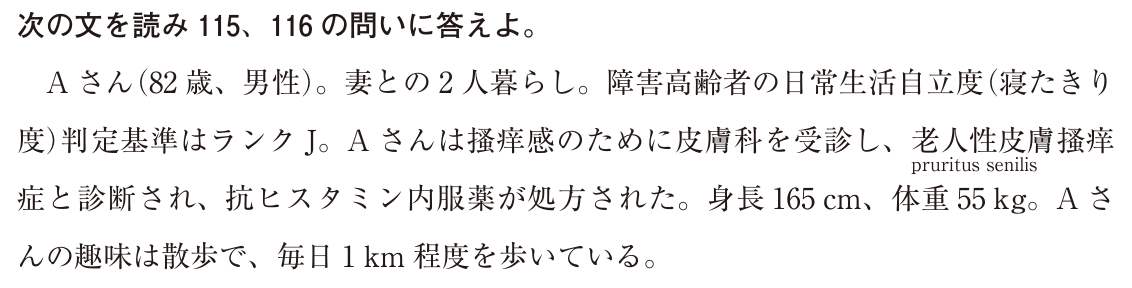 次の文を読み 115、116 の問いに答えよ。
A さん(82 歳、男性)。妻との 2 人暮らし。障害高齢者の日常生活自立度(寝たきり
度)判定基準はランク J。A さんは搔痒感のために皮膚科を受診し、老人性皮膚搔痒
pruritus senilis
症と診断され、抗ヒスタミン内服薬が処方された。身長 165 cm、体重 55 kg。A さ
んの趣味は散歩で、毎日 1 km 程度を歩いている。